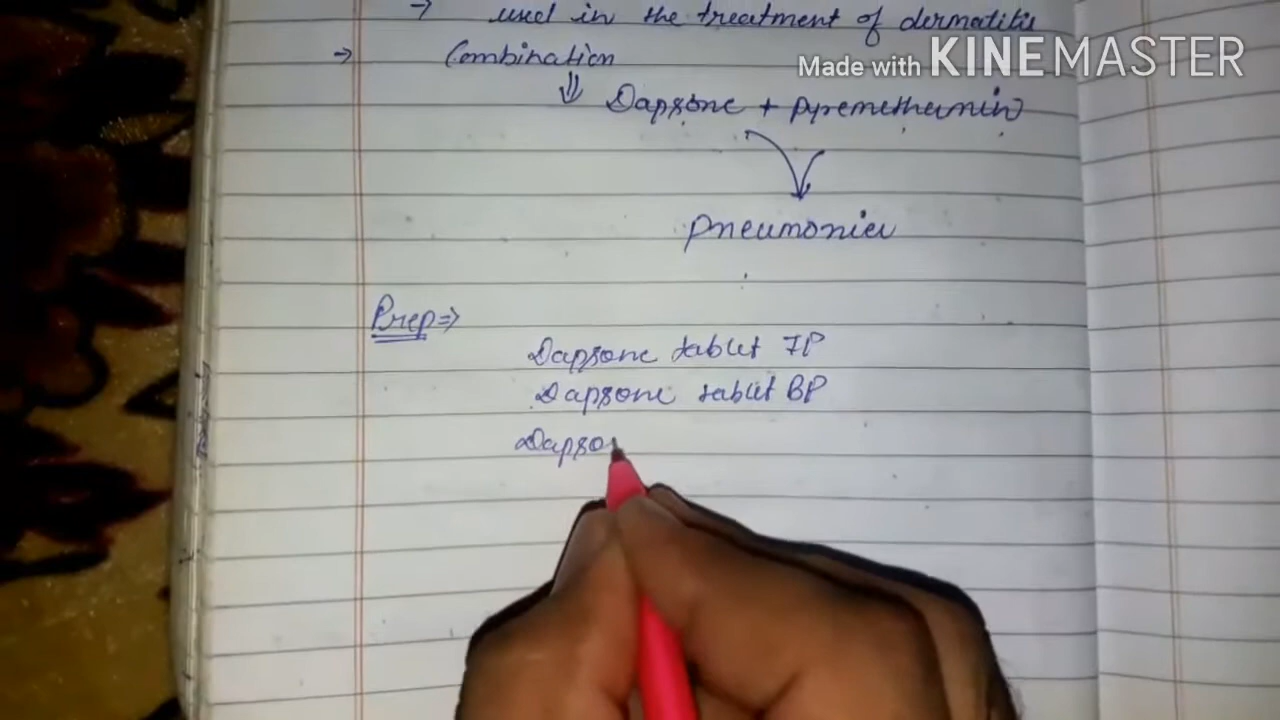 → used in the treatment of dermatitis
Made with KINEMASTER
→ Combination
⇓ Dapsone + pyremethemin
pneumonia
Prep⇒
Dapsone tablet IP
Dapsone tablet BP
Dapso